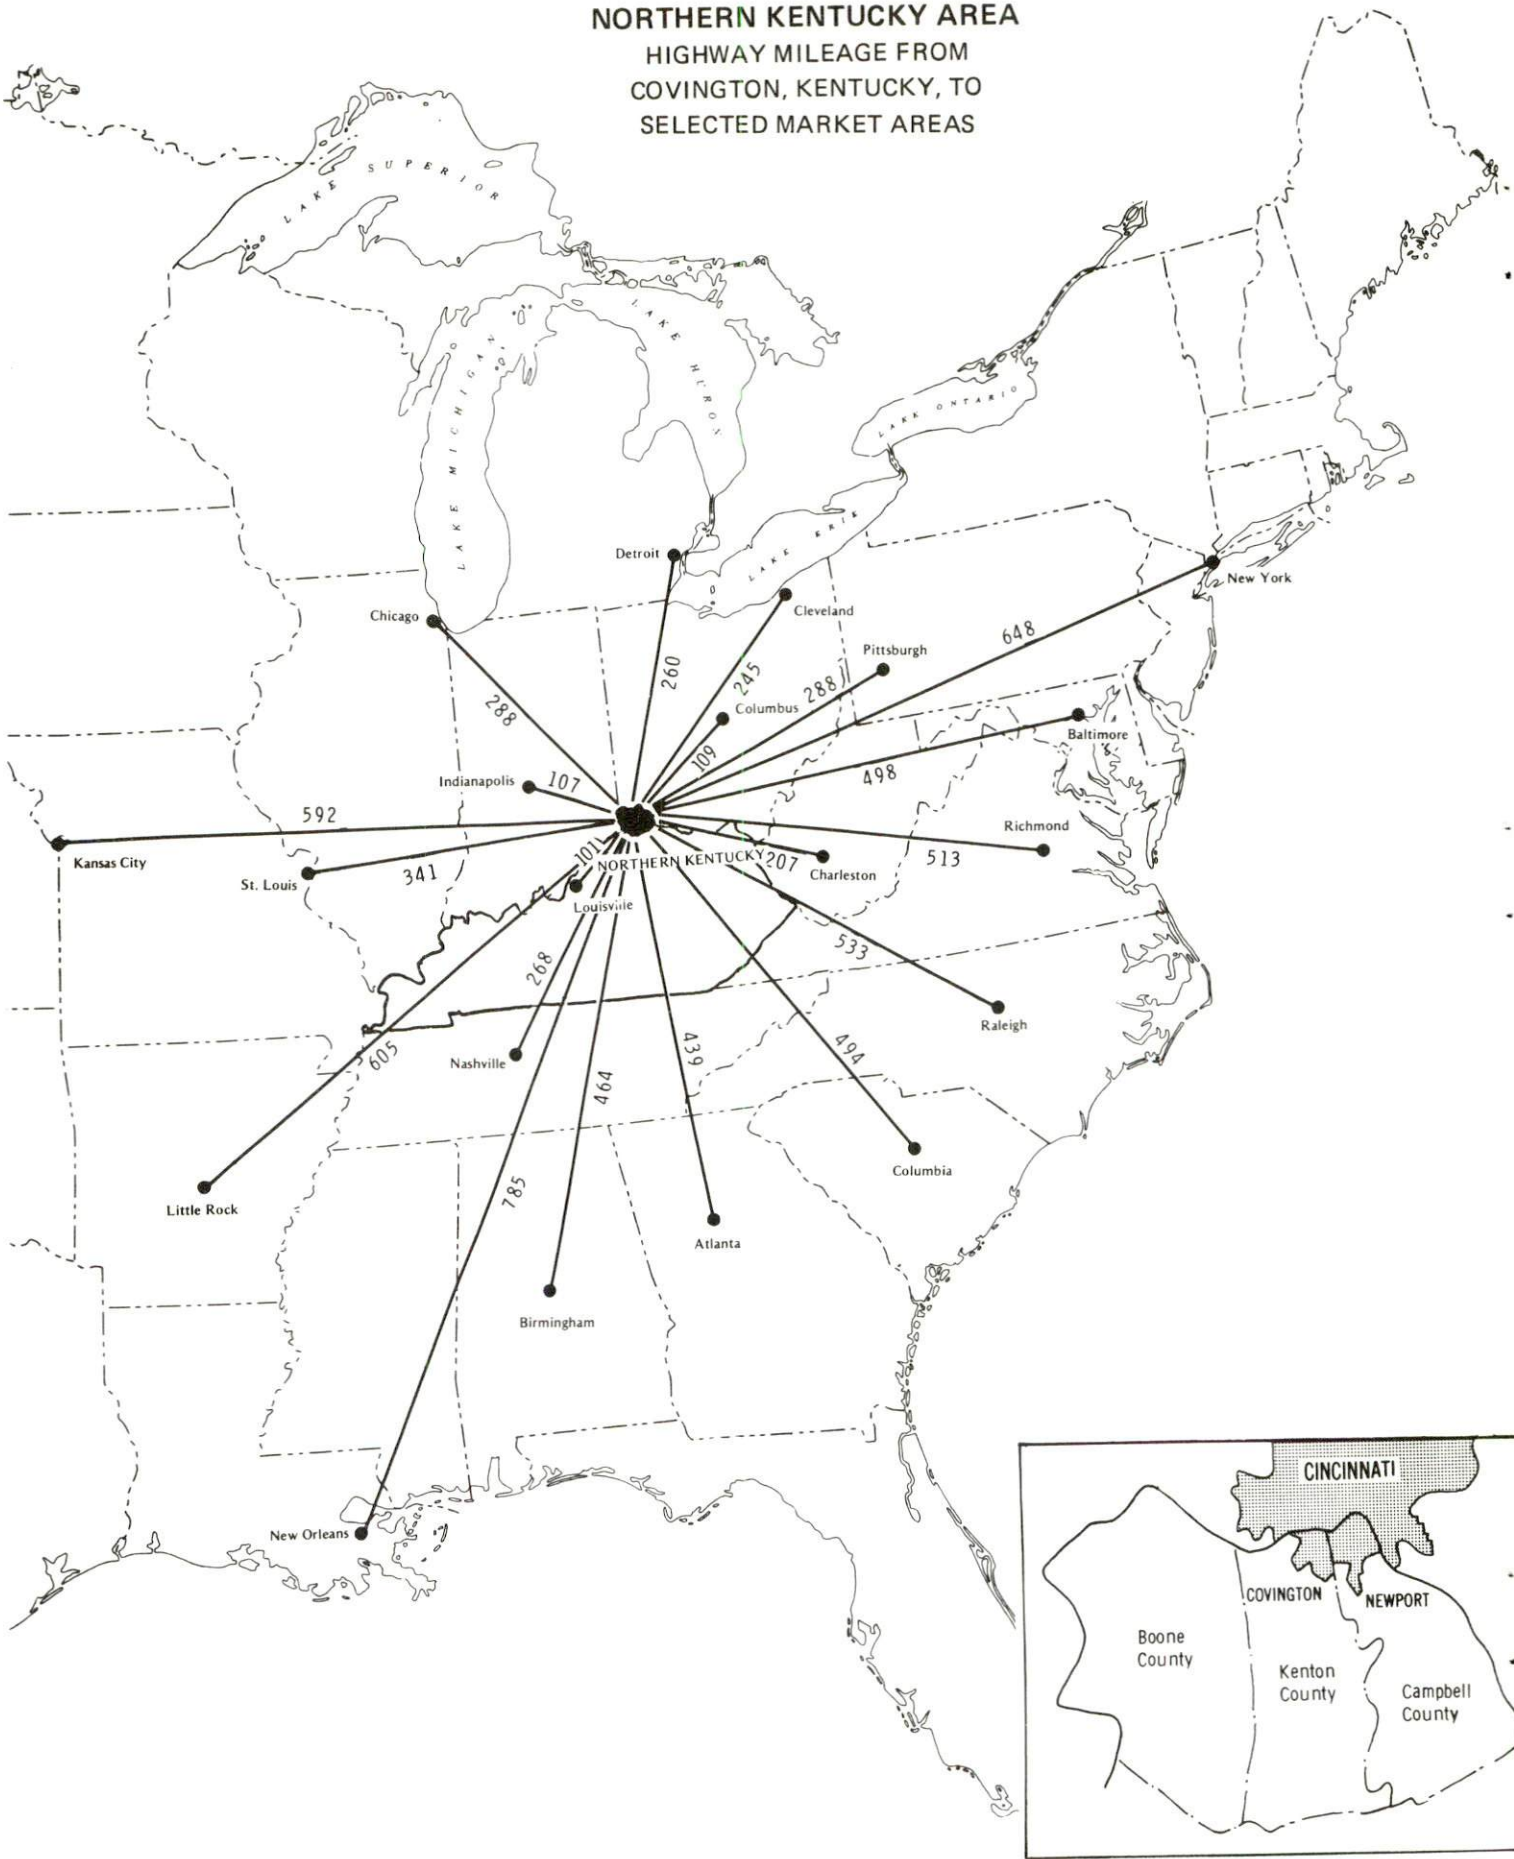 NORTHERN KENTUCKY AREA
HIGHWAY MILEAGE FROM
COVINGTON, KENTUCKY, TO
SELECTED MARKET AREAS
LAKE SUPERIOR
LAKE HURON
LAKE MICHIGAN
LAKE ONTARIO
LAKE ERIE
Detroit
New York
Cleveland
Chicago
648
Pittsburgh
260
245
288
288
Columbus
Baltimore
109
498
Indianapolis
107
592
Richmond
Kansas City
101
NORTHERN KENTUCKY
207
513
St. Louis
341
Charleston
Louisville
533
268
Raleigh
605
Nashville
439
494
464
Columbia
785
Little Rock
Atlanta
Birmingham
New Orleans
CINCINNATI
COVINGTON
NEWPORT
Boone
County
Kenton
County
Campbell
County